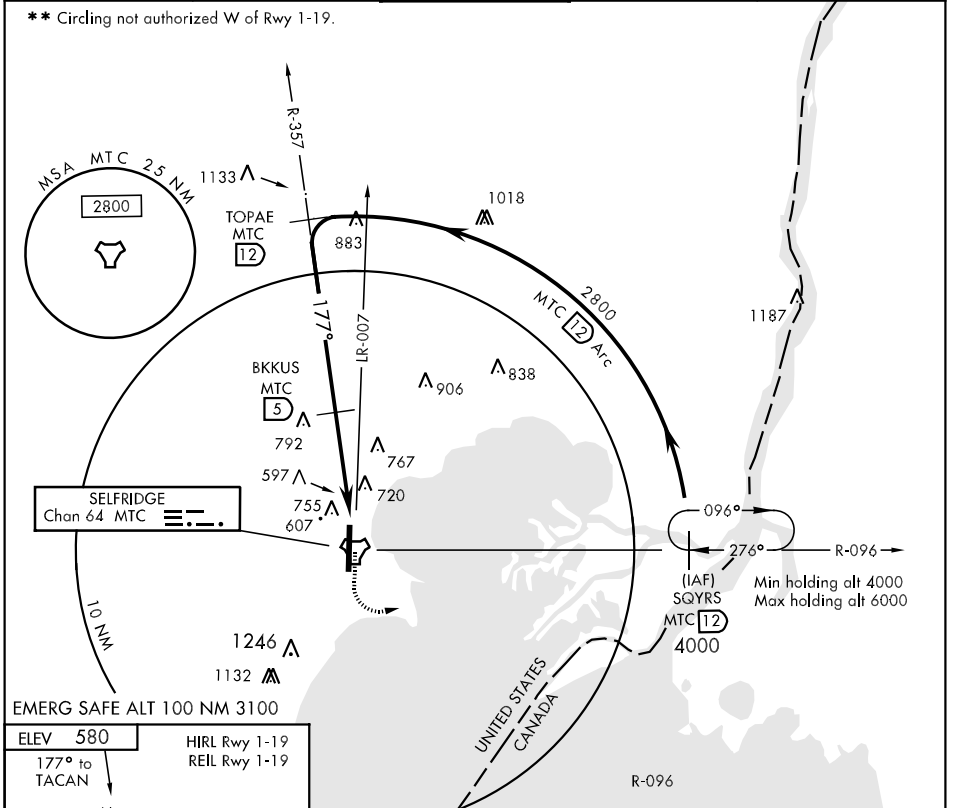 ** Circling not authorized W of Rwy 1-19.
R-357
MSA MTC 25 NM
2800
1133
TOPAE
MTC
12
883
1018
2800
MTC 12 Arc
1187
177°
LR-007
BKKUS
MTC
5
906
838
792
767
597
720
755
607
SELFRIDGE
Chan 64 MTC
096°
276°
R-096
(IAF)
SQYRS
MTC 12
4000
Min holding alt 4000
Max holding alt 6000
10 NM
1246
1132
UNITED STATES
CANADA
EMERG SAFE ALT 100 NM 3100
ELEV 580
HIRL Rwy 1-19
REIL Rwy 1-19
177° to
TACAN
R-096